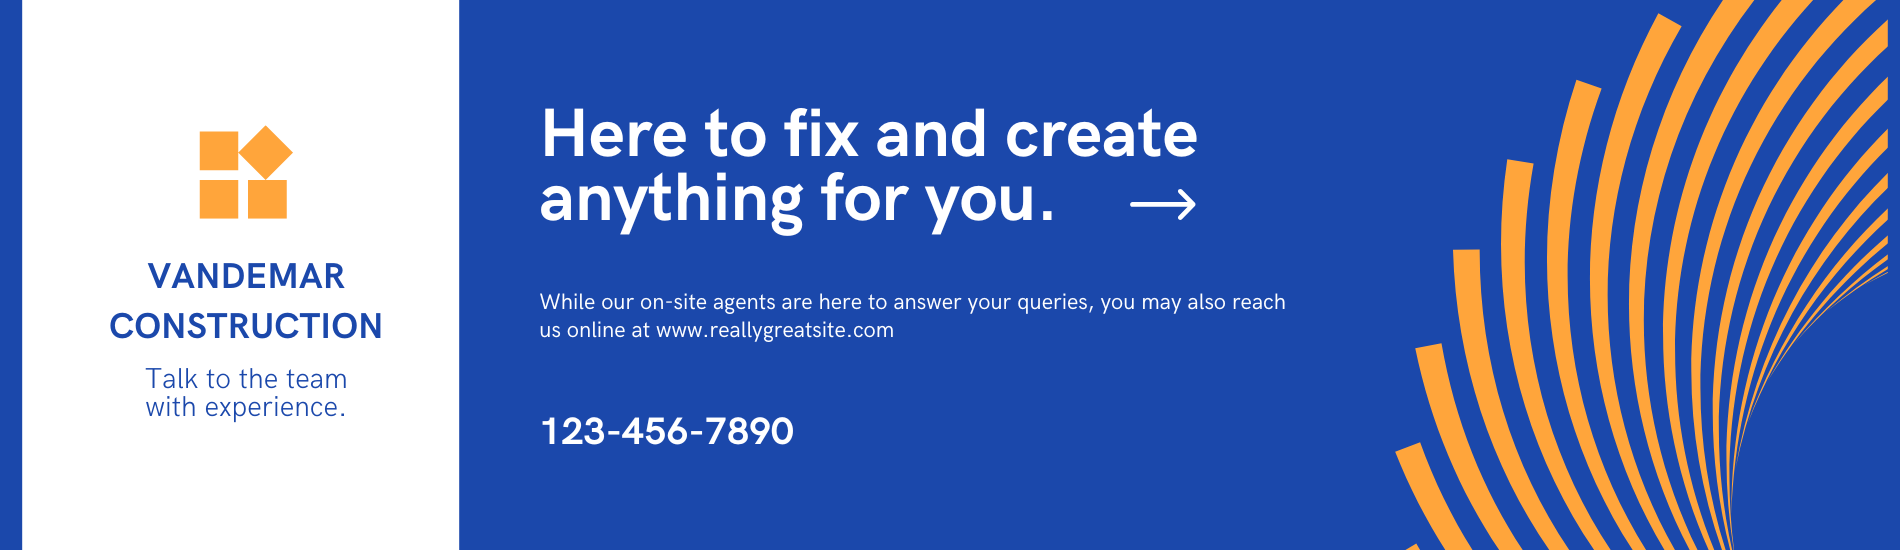 VANDEMAR
CONSTRUCTION
Talk to the team
with experience.
Here to fix and create
anything for you.
While our on-site agents are here to answer your queries, you may also reach
us online at www.reallygreatsite.com
123-456-7890